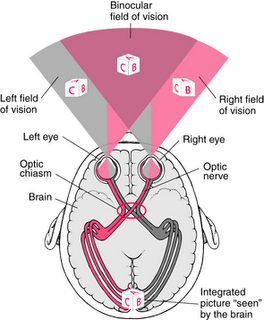 Binocular
field of vision
C B
C B
C B
Left field
of vision
Right field
of vision
Left eye
Right eye
Optic
chiasm
Optic
nerve
Brain
C B
Integrated
picture “seen”
by the brain